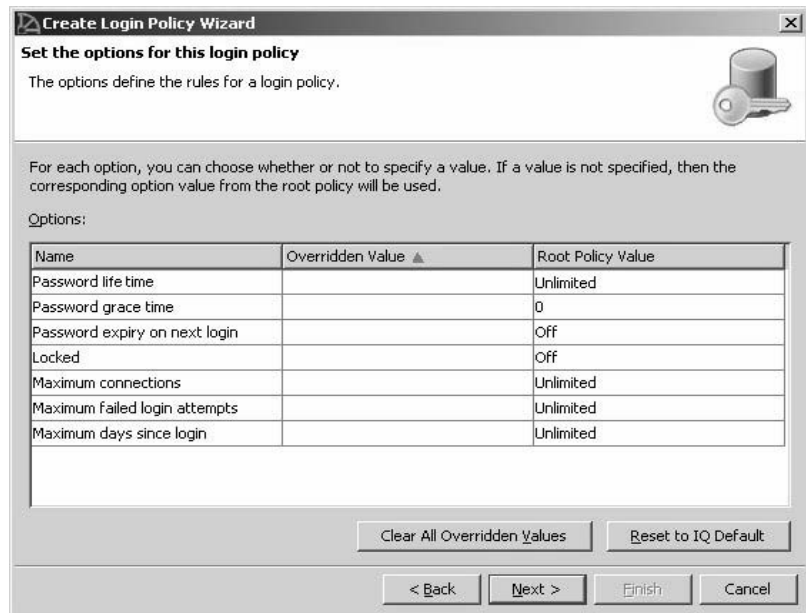 Create Login Policy Wizard
Set the options for this login policy
The options define the rules for a login policy.
For each option, you can choose whether or not to specify a value. If a value is not specified, then the
corresponding option value from the root policy will be used.
Options:
Name Overridden Value Root Policy Value
Password life time Unlimited
Password grace time 0
Password expiry on next login Off
Locked Off
Maximum connections Unlimited
Maximum failed login attempts Unlimited
Maximum days since login Unlimited
Clear All Overridden Values Reset to IQ Default
< Back Next > Finish Cancel